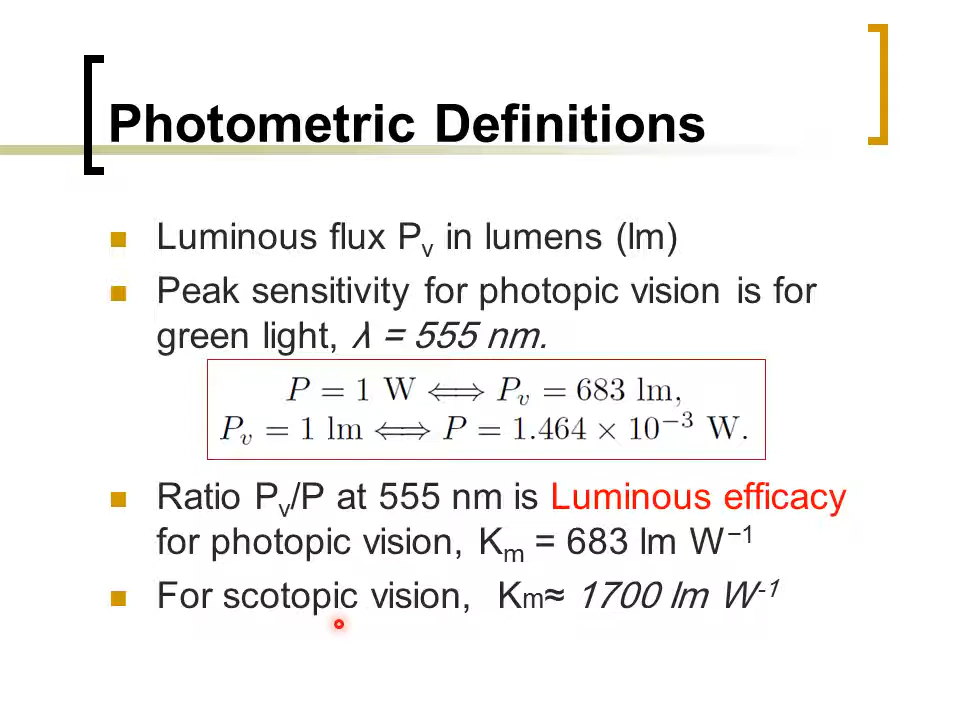 Photometric Definitions
Luminous flux Pᵥ in lumens (lm)
Peak sensitivity for photopic vision is for
green light, λ = 555 nm.
P = 1 W ⟺ Pᵥ = 683 lm,
Pᵥ = 1 lm ⟺ P = 1.464 × 10⁻³ W.
Ratio Pᵥ/P at 555 nm is Luminous efficacy
for photopic vision, Kₘ = 683 lm W⁻¹
For scotopic vision, Km≈ 1700 lm W⁻¹